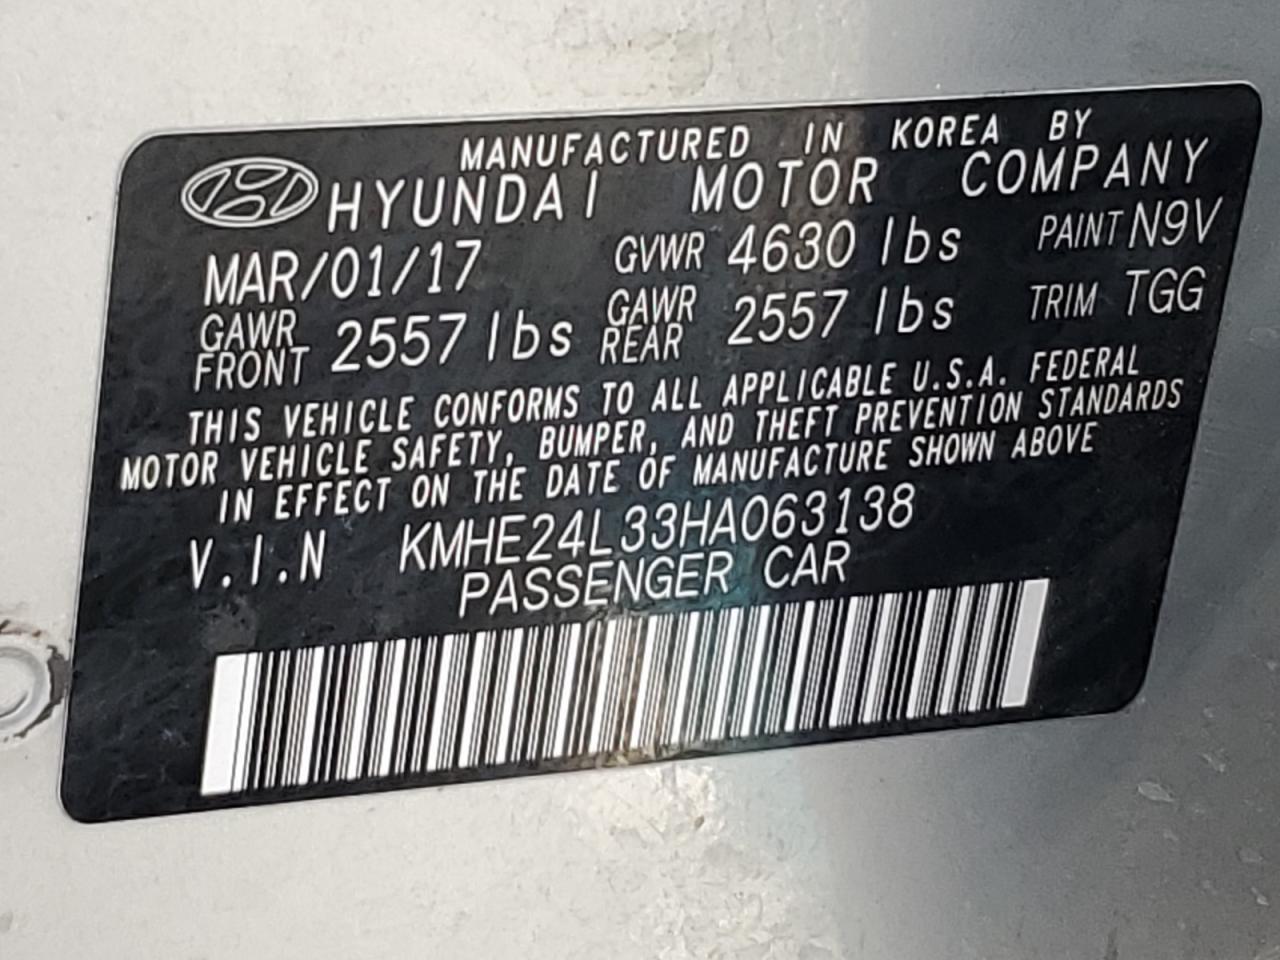 MANUFACTURED IN KOREA BY
HYUNDAI MOTOR COMPANY
MAR/01/17 GVWR 4630 lbs PAINT N9V
GAWR FRONT 2557 lbs GAWR REAR 2557 lbs TRIM TGG
THIS VEHICLE CONFORMS TO ALL APPLICABLE U.S.A. FEDERAL
MOTOR VEHICLE SAFETY, BUMPER, AND THEFT PREVENTION STANDARDS
IN EFFECT ON THE DATE OF MANUFACTURE SHOWN ABOVE
V.I.N KMHE24L33HA063138
PASSENGER CAR